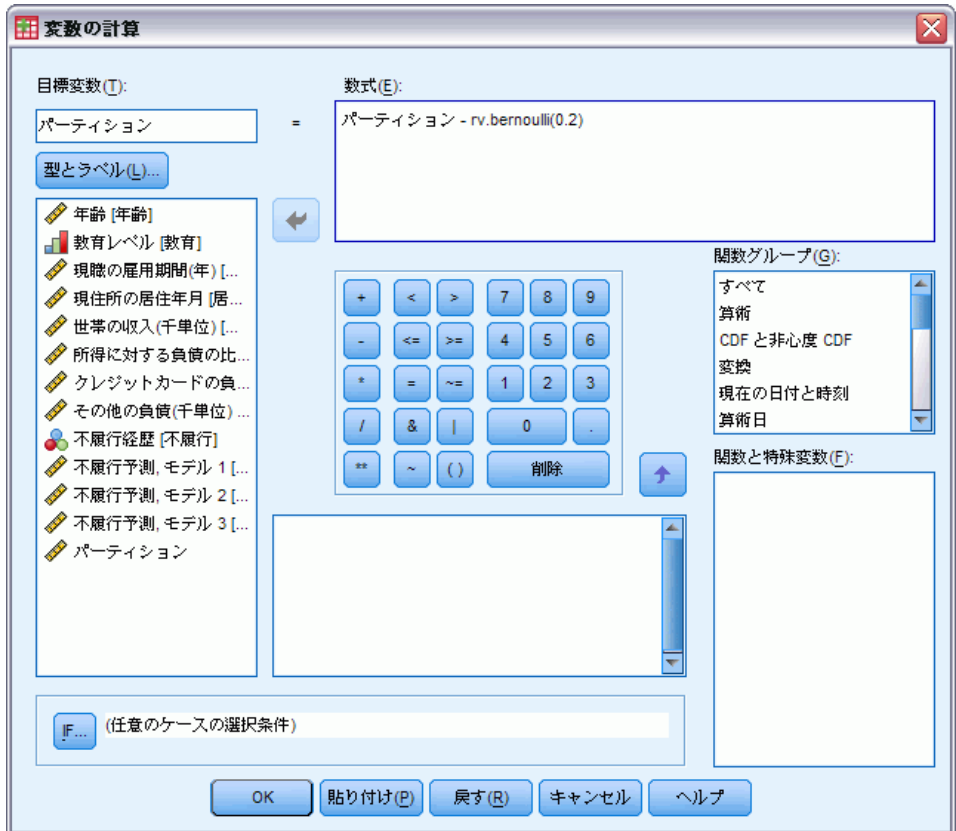 変数の計算
目標変数(T):
パーティション
=
数式(E):
パーティション - rv.bernoulli(0.2)
型とラベル(L)...
年齢 [年齢]
教育レベル [教育]
現職の雇用期間(年) [...
現住所の居住年月 [居...
世帯の収入(千単位) [...
所得に対する負債の比...
クレジットカードの負...
その他の負債(千単位) ...
不履行経歴 [不履行]
不履行予測, モデル 1 [...
不履行予測, モデル 2 [...
不履行予測, モデル 3 [...
パーティション
+ < > 7 8 9
- <= >= 4 5 6
* = ~= 1 2 3
/ & | 0 .
** ~ ( ) 削除
関数グループ(G):
すべて
算術
CDF と非心度 CDF
変換
現在の日付と時刻
算術日
関数と特殊変数(F):
IF...
(任意のケースの選択条件)
OK
貼り付け(P)
戻す(R)
キャンセル
ヘルプ